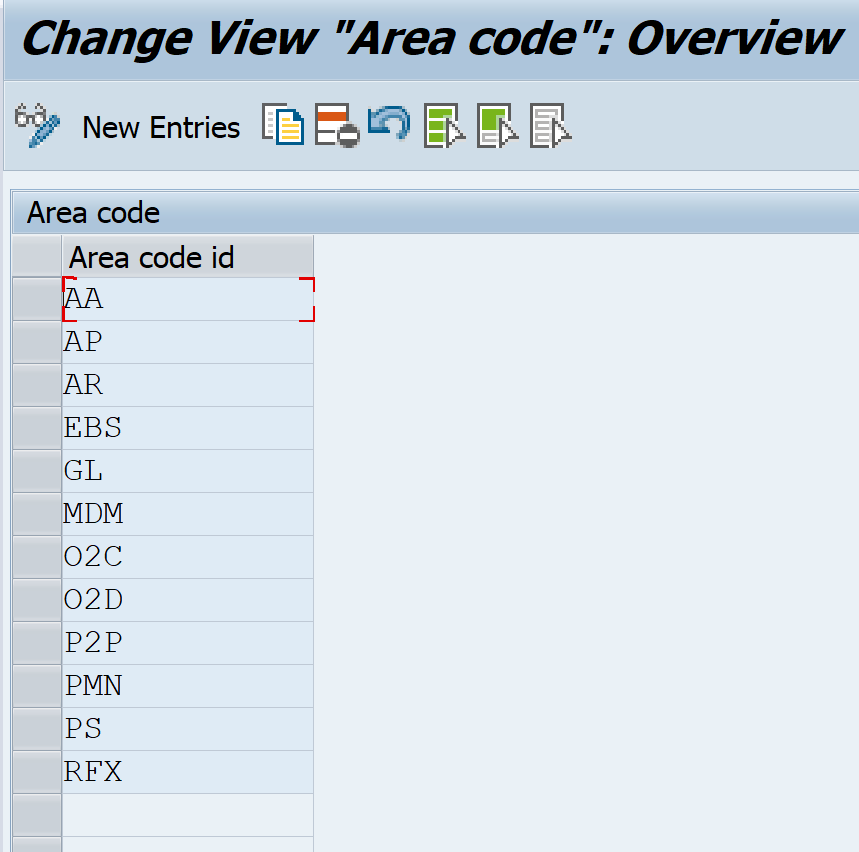 Change View "Area code": Overview
New Entries
Area code
Area code id
AA
AP
AR
EBS
GL
MDM
O2C
O2D
P2P
PMN
PS
RFX